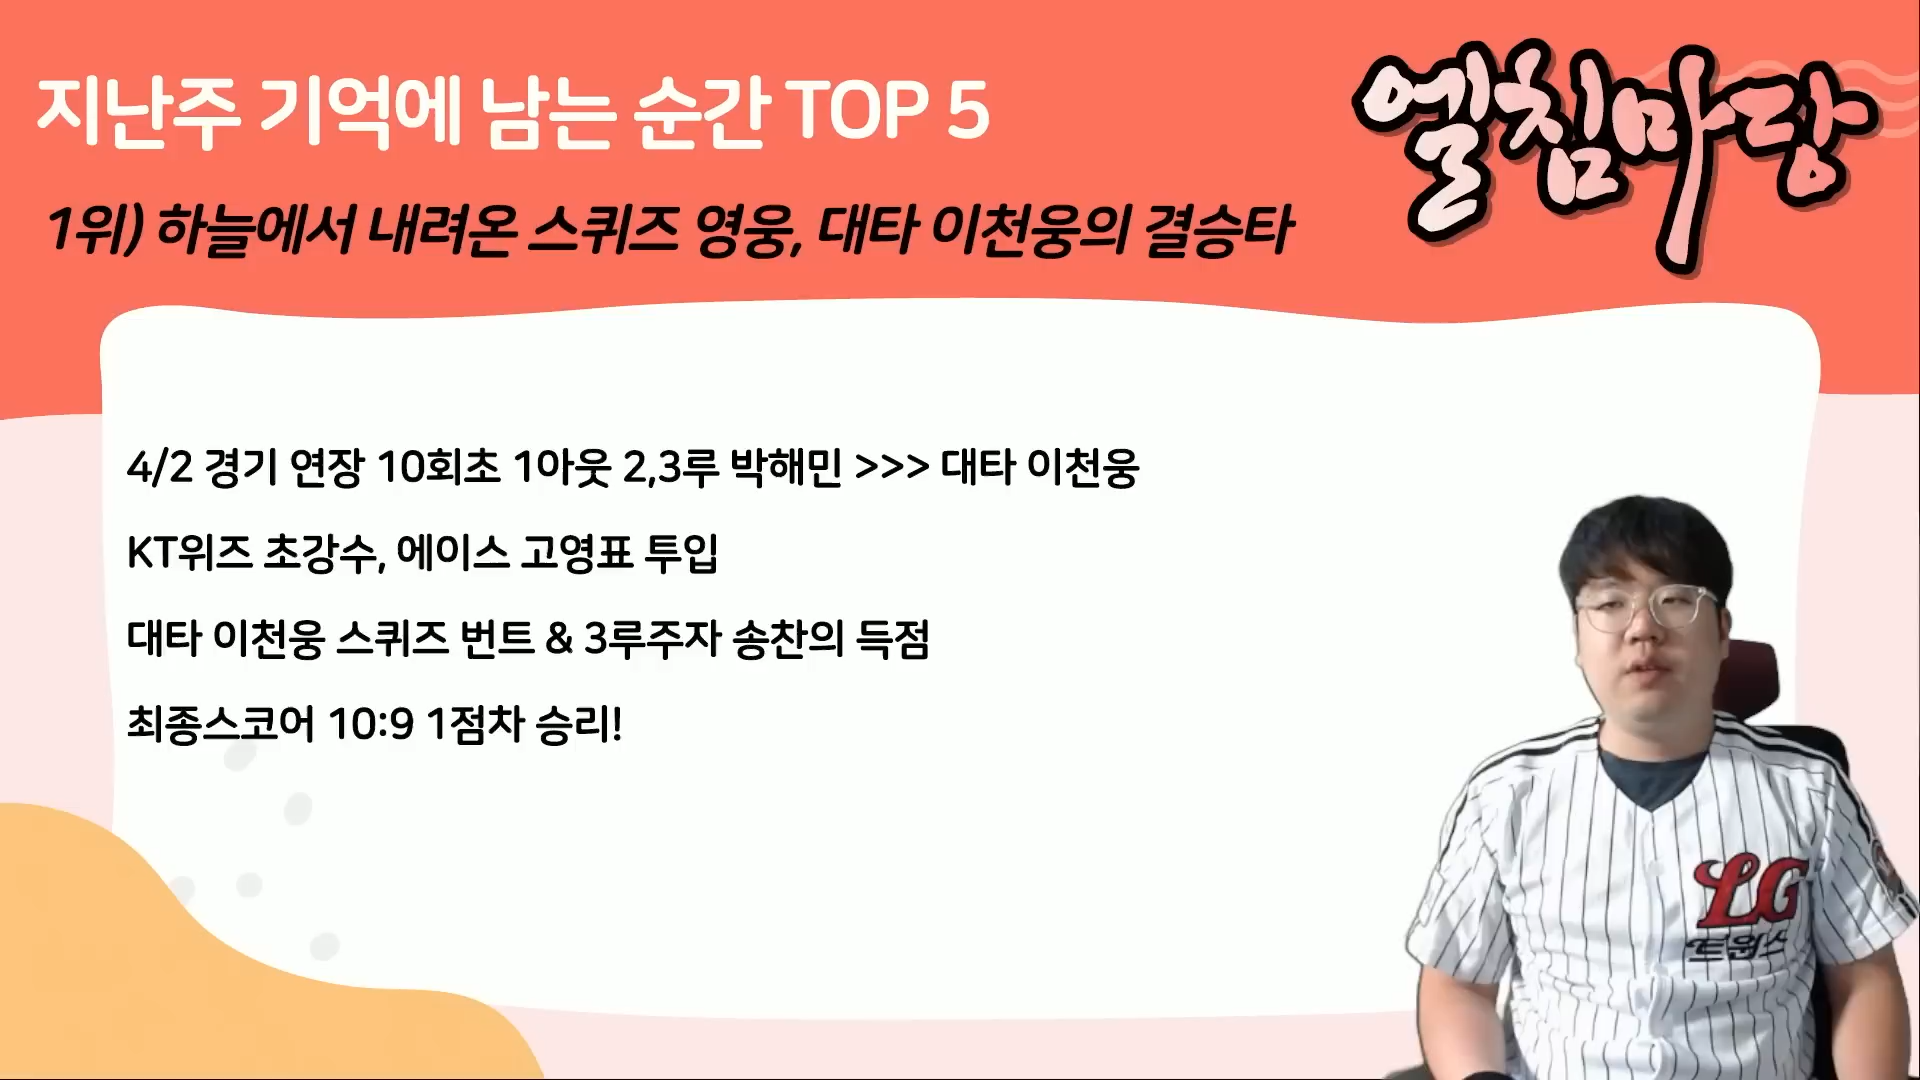 지난주 기억에 남는 순간 TOP 5
엘침마당
1위) 하늘에서 내려온 스퀴즈 영웅, 대타 이천웅의 결승타
4/2 경기 연장 10회초 1아웃 2,3루 박해민 >>> 대타 이천웅
KT위즈 초강수, 에이스 고영표 투입
대타 이천웅 스퀴즈 번트 & 3루주자 송찬의 득점
최종스코어 10:9 1점차 승리!
LG
트윈스